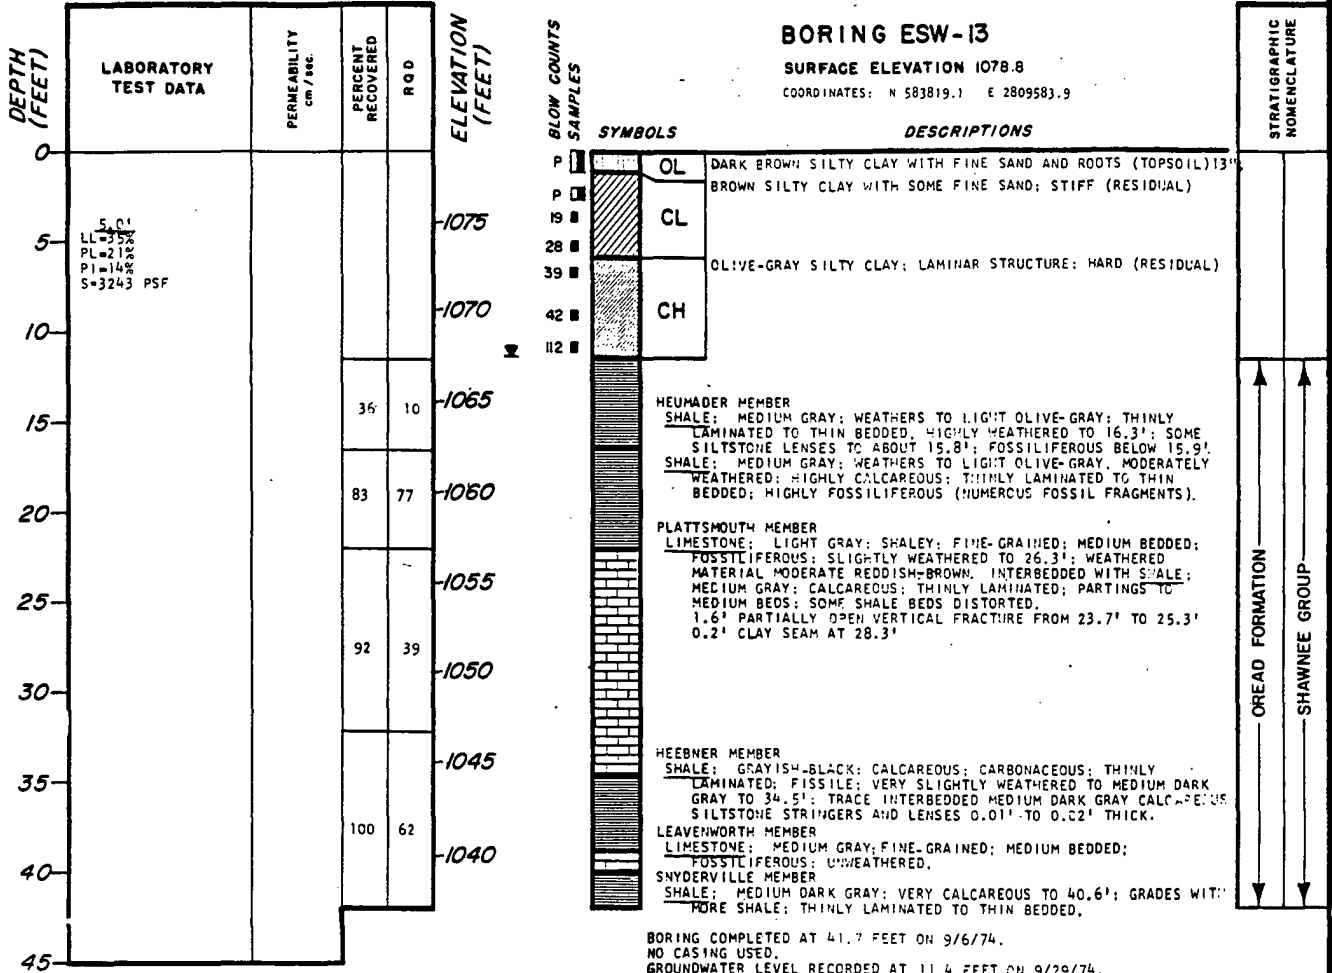 BORING ESW-13
SURFACE ELEVATION 1078.8
COORDINATES: N 583819.1 E 2809583.9
DEPTH (FEET)
LABORATORY TEST DATA
PERMEABILITY cm / sec.
PERCENT RECOVERED
RQD
ELEVATION (FEET)
BLOW COUNTS
SAMPLES
SYMBOLS
DESCRIPTIONS
STRATIGRAPHIC NOMENCLATURE
0
5
10
15
20
25
30
35
40
45
5.0'
LL=35%
PL=21%
PI=14%
S=3243 PSF
36 10
83 77
92 39
100 62
1075
1070
1065
1060
1055
1050
1045
1040
P
P
19
28
39
42
112
OL
CL
CH
DARK BROWN SILTY CLAY WITH FINE SAND AND ROOTS (TOPSOIL) 13"
BROWN SILTY CLAY WITH SOME FINE SAND; STIFF (RESIDUAL)
OLIVE-GRAY SILTY CLAY; LAMINAR STRUCTURE; HARD (RESIDUAL)
HEUMADER MEMBER
SHALE; MEDIUM GRAY; WEATHERS TO LIGHT OLIVE-GRAY; THINLY
LAMINATED TO THIN BEDDED, HIGHLY WEATHERED TO 16.3'; SOME
SILTSTONE LENSES TO ABOUT 15.8'; FOSSILIFEROUS BELOW 15.9'.
SHALE; MEDIUM GRAY; WEATHERS TO LIGHT OLIVE-GRAY, MODERATELY
WEATHERED; HIGHLY CALCAREOUS; THINLY LAMINATED TO THIN
BEDDED; HIGHLY FOSSILIFEROUS (NUMEROUS FOSSIL FRAGMENTS).
PLATTSMOUTH MEMBER
LIMESTONE; LIGHT GRAY; SHALEY; FINE-GRAINED; MEDIUM BEDDED;
FOSSILIFEROUS; SLIGHTLY WEATHERED TO 26.3'; WEATHERED
MATERIAL MODERATE REDDISH-BROWN. INTERBEDDED WITH SHALE;
MEDIUM GRAY; CALCAREOUS; THINLY LAMINATED; PARTINGS TO
MEDIUM BEDS; SOME SHALE BEDS DISTORTED.
1.6' PARTIALLY OPEN VERTICAL FRACTURE FROM 23.7' TO 25.3'
0.2' CLAY SEAM AT 28.3'
HEEBNER MEMBER
SHALE; GRAYISH-BLACK; CALCAREOUS; CARBONACEOUS; THINLY
LAMINATED; FISSILE; VERY SLIGHTLY WEATHERED TO MEDIUM DARK
GRAY TO 34.5'; TRACE INTERBEDDED MEDIUM DARK GRAY CALCAREOUS
SILTSTONE STRINGERS AND LENSES 0.01' TO 0.02' THICK.
LEAVENWORTH MEMBER
LIMESTONE; MEDIUM GRAY; FINE-GRAINED; MEDIUM BEDDED;
FOSSILIFEROUS; UNWEATHERED.
SNYDERVILLE MEMBER
SHALE; MEDIUM DARK GRAY; VERY CALCAREOUS TO 40.6'; GRADES WITH
MORE SHALE; THINLY LAMINATED TO THIN BEDDED.
BORING COMPLETED AT 41.7 FEET ON 9/6/74.
NO CASING USED.
GROUNDWATER LEVEL RECORDED AT 11.4 FEET ON 9/29/74.
OREAD FORMATION
SHAWNEE GROUP